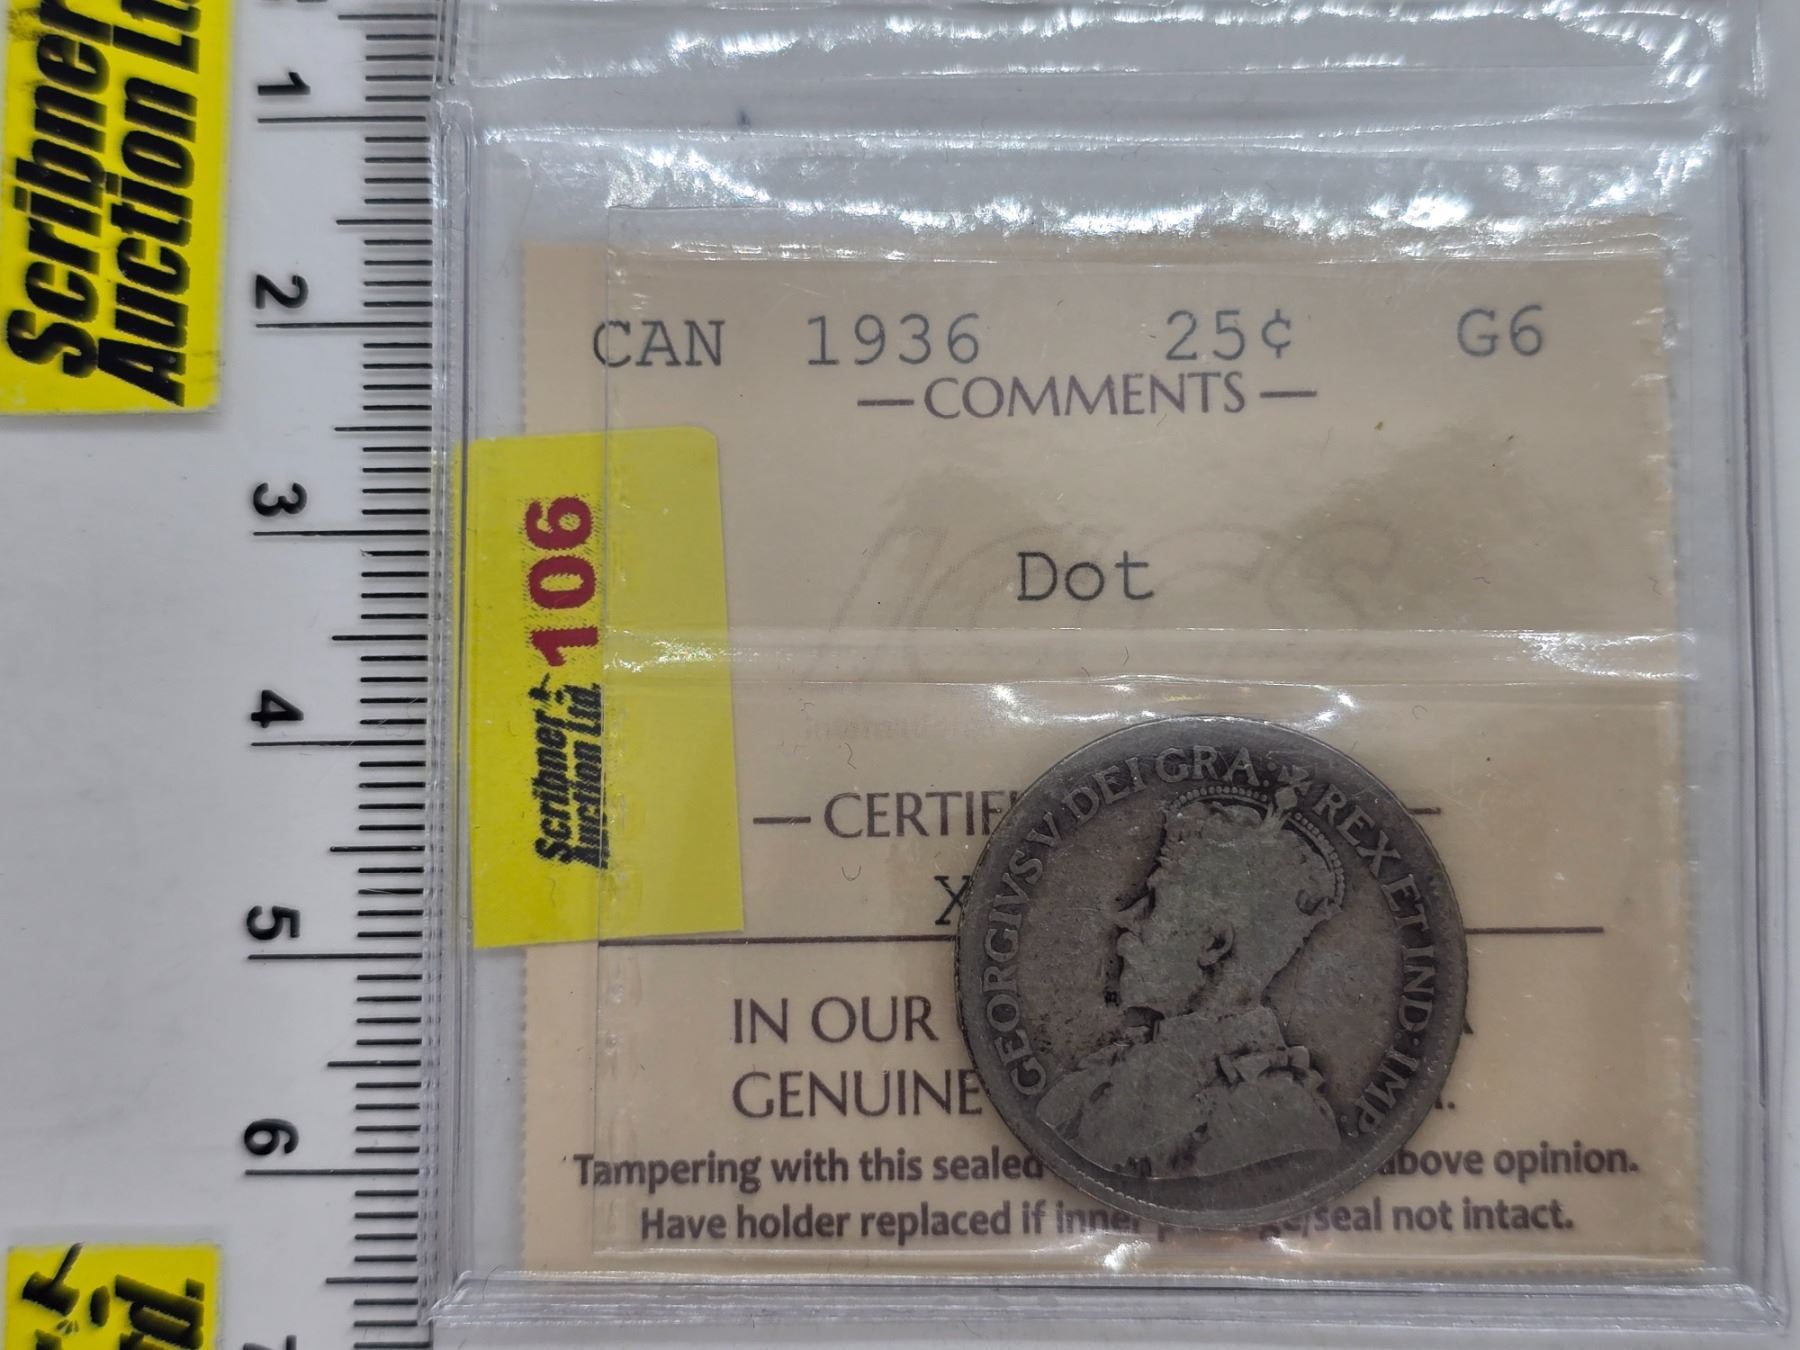 Scribner
Auction Lt
1
2
3
4
5
6
CAN 1936 25¢ G6
— COMMENTS —
Dot
106
Scribner
Auction Ltd.
— CERTIF —
X
IN OUR
GENUINE
Tampering with this sealed above opinion.
Have holder replaced if inner /seal not intact.
GEORGIVS V DEI GRA: REX ET IND: IMP: